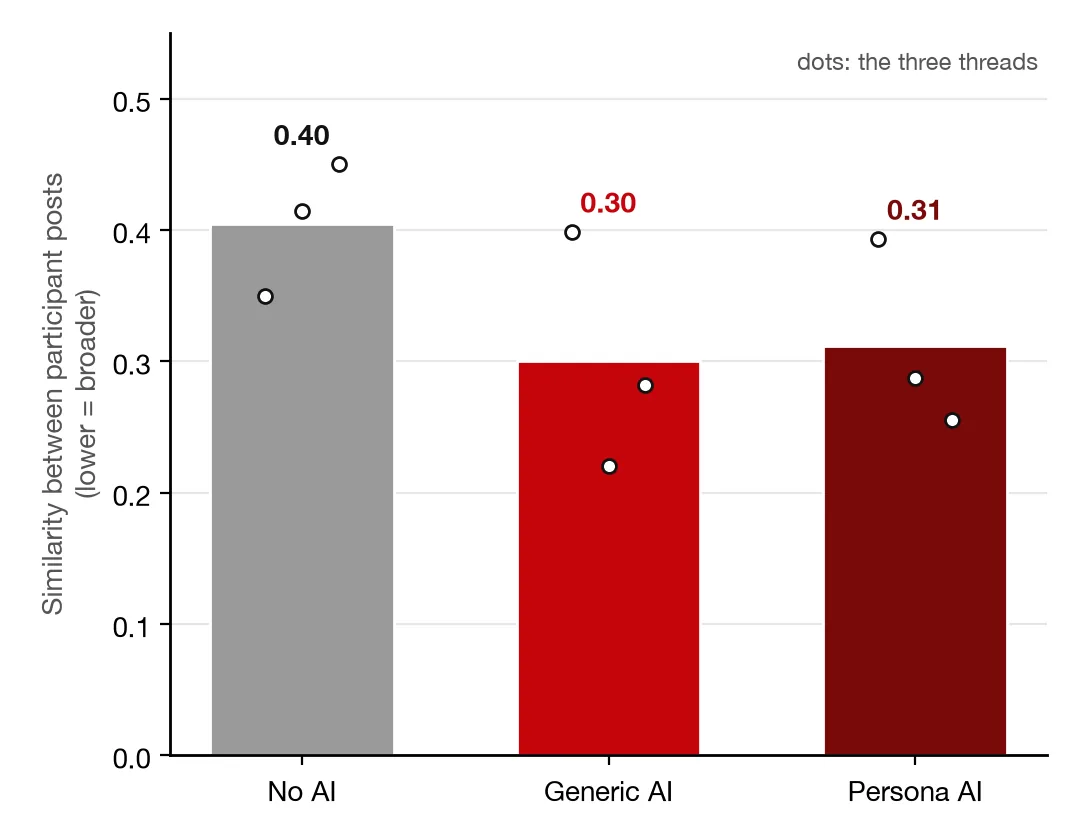 dots: the three threads
0.5
0.40
0.30
0.31
0.4
0.3
0.2
0.1
0.0
Similarity between participant posts
(lower = broader)
No AI
Generic AI
Persona AI